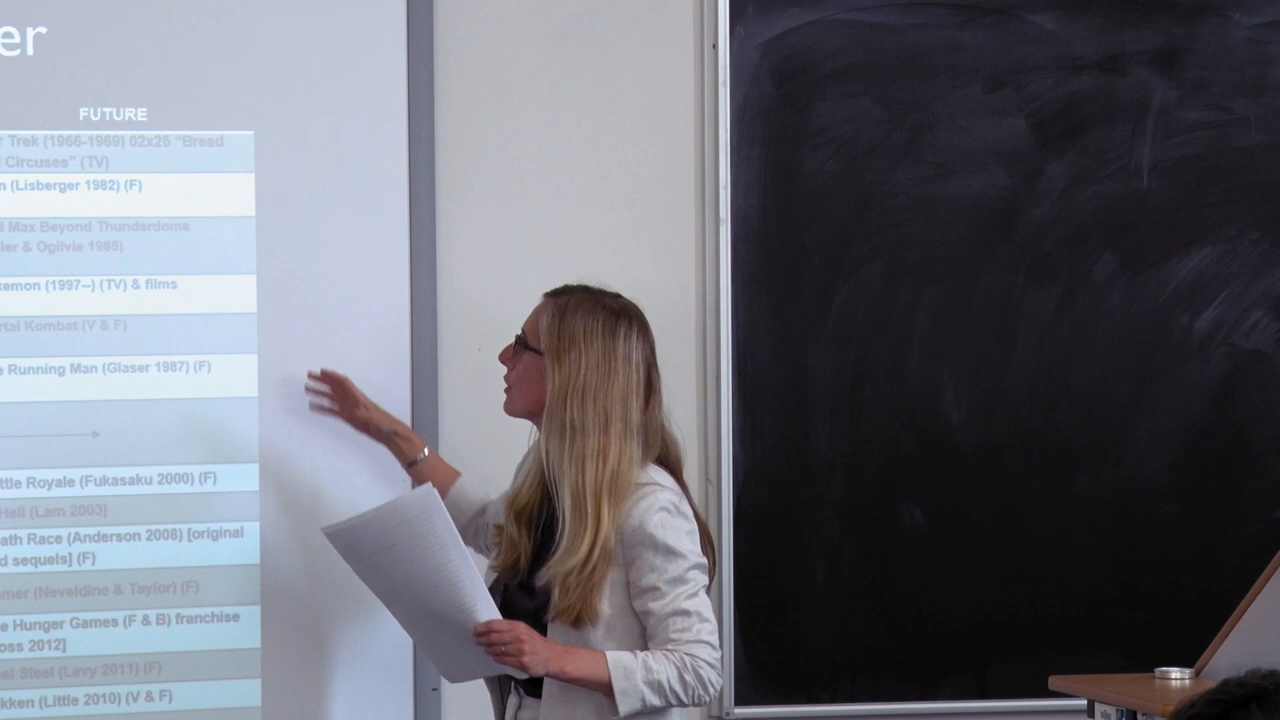 er
FUTURE
r Trek (1966-1969) 02x25 “Bread
l Circuses” (TV)
n (Lisberger 1982) (F)
d Max Beyond Thunderdome
ler & Ogilvie 1985)
kemon (1997–) (TV) & films
rtal Kombat (V & F)
e Running Man (Glaser 1987) (F)
ttle Royale (Fukasaku 2000) (F)
Hell (Lam 2003)
ath Race (Anderson 2008) [original
d sequels] (F)
mer (Neveldine & Taylor) (F)
e Hunger Games (F & B) franchise
oss 2012]
al Steel (Levy 2011) (F)
kken (Little 2010) (V & F)